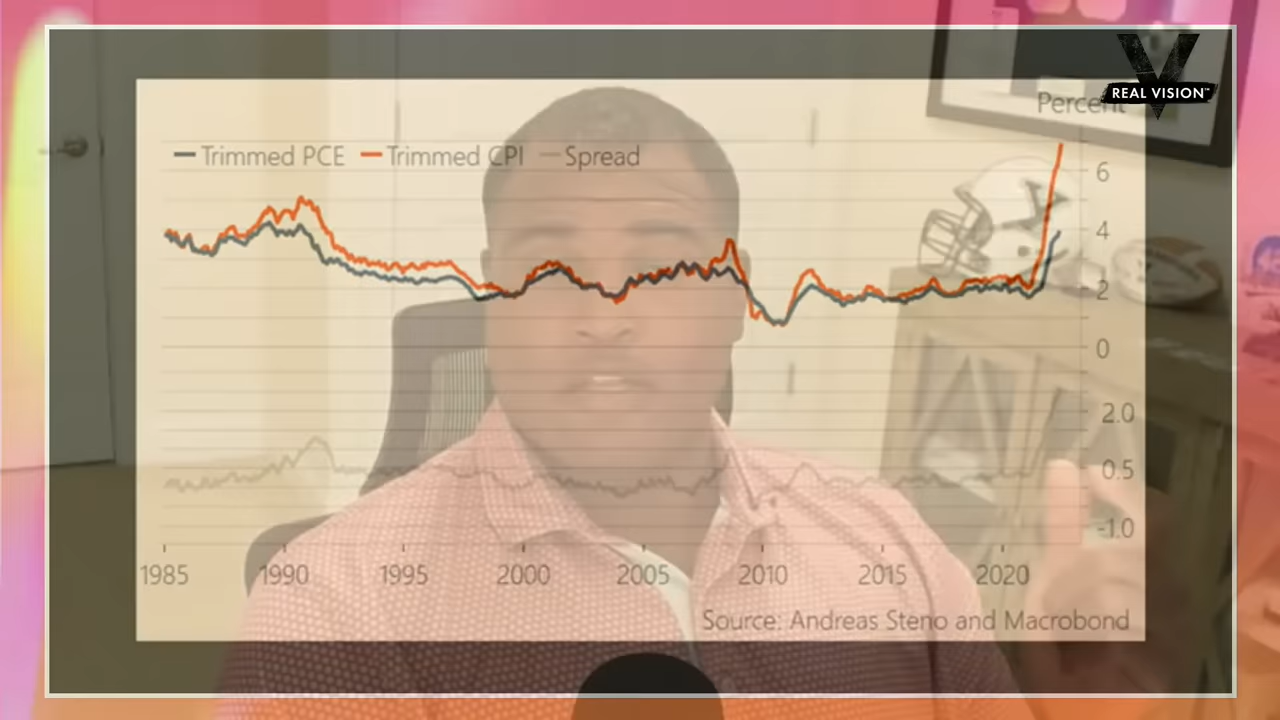 REAL VISION™
Percent
Trimmed PCE Trimmed CPI Spread
6
4
2
0
2.0
0.5
-1.0
1985 1990 1995 2000 2005 2010 2015 2020
Source: Andreas Steno and Macrobond